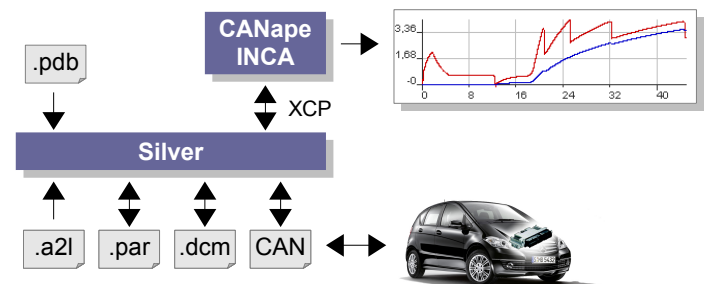 CANape
INCA
3,36
1,68
-0
0 8 16 24 32 40
.pdb
XCP
Silver
.a2l .par .dcm CAN